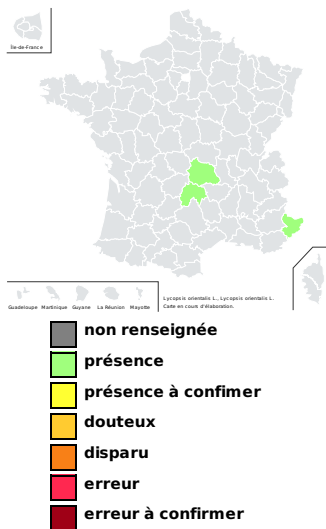 Île-de-France
Guadeloupe Martinique Guyane La Réunion Mayotte
Lycopsis orientalis L., Lycopsis orientalis L.
Carte en cours d'élaboration.
non renseignée
présence
présence à confimer
douteux
disparu
erreur
erreur à confirmer